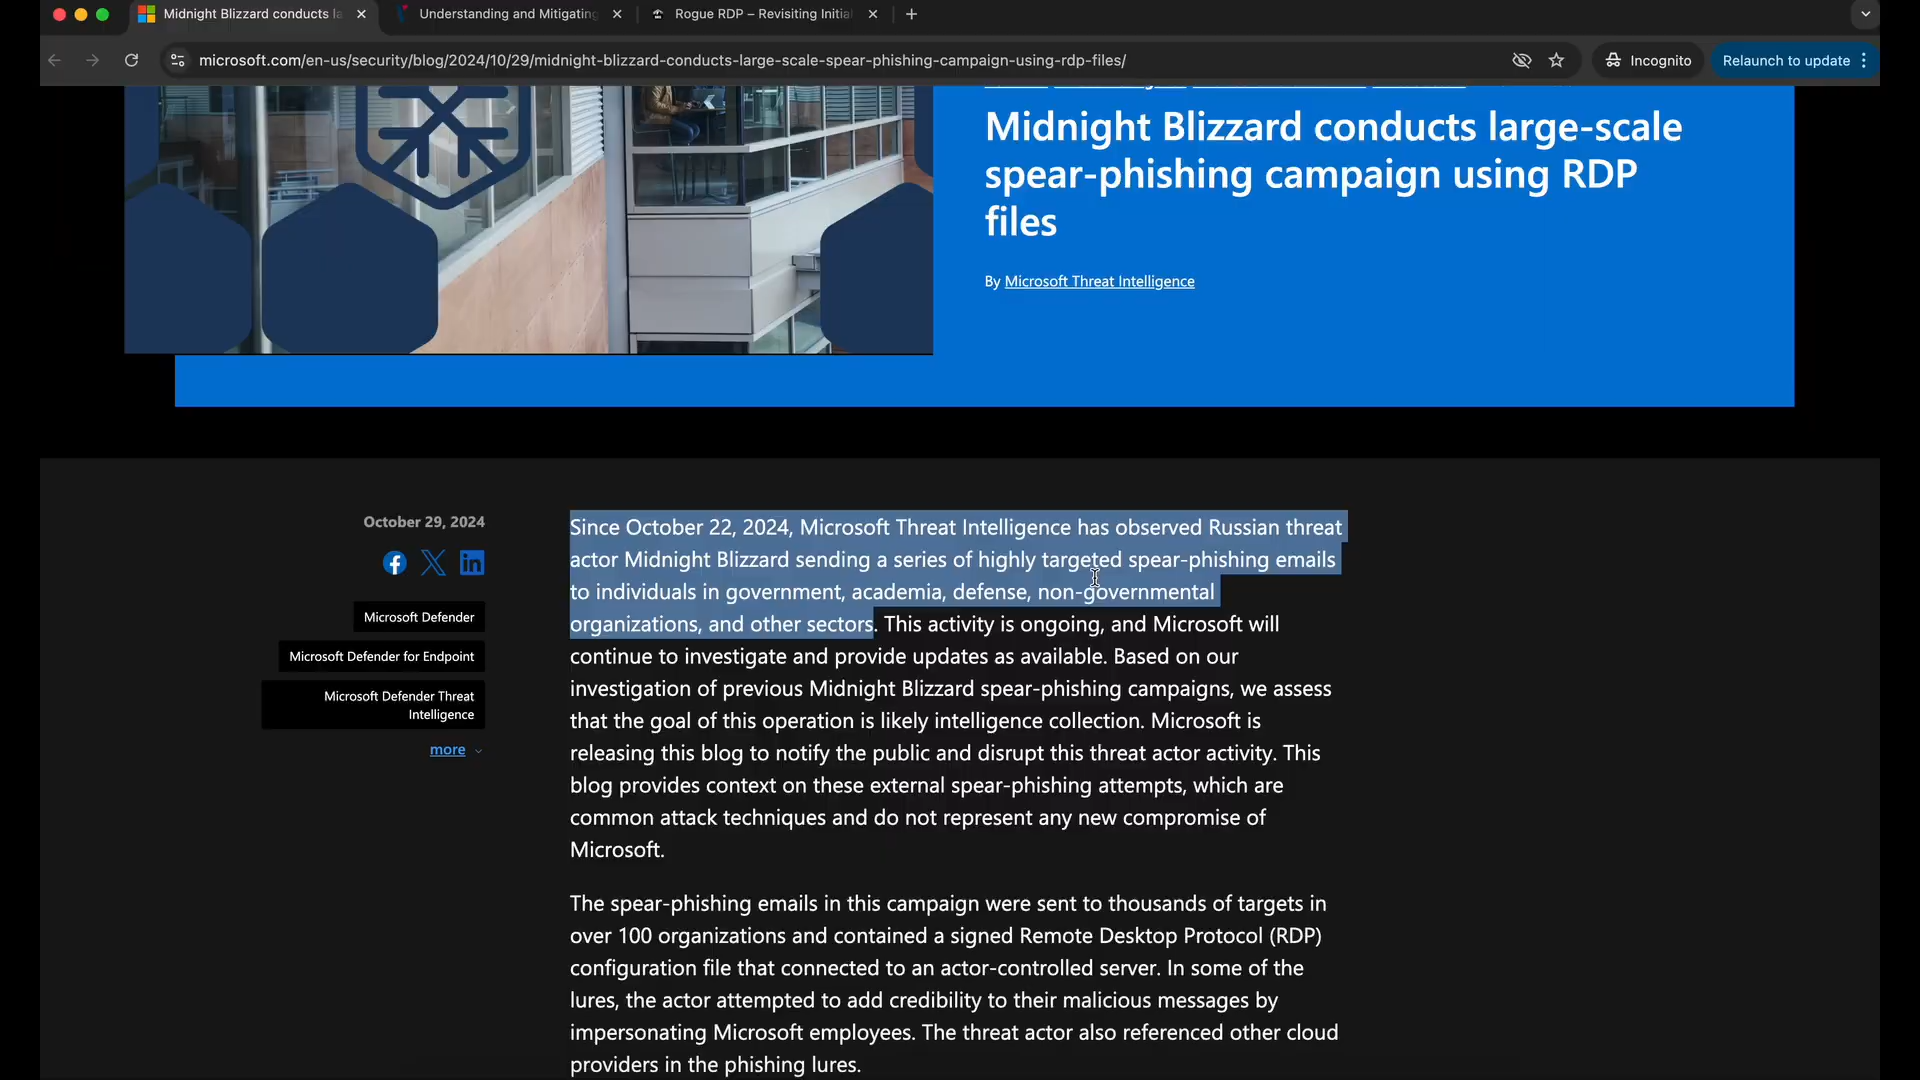 Midnight Blizzard conducts la
Understanding and Mitigating
Rogue RDP – Revisiting Initia
microsoft.com/en-us/security/blog/2024/10/29/midnight-blizzard-conducts-large-scale-spear-phishing-campaign-using-rdp-files/
Incognito
Relaunch to update
Midnight Blizzard conducts large-scale
spear-phishing campaign using RDP
files
By Microsoft Threat Intelligence
October 29, 2024
Microsoft Defender
Microsoft Defender for Endpoint
Microsoft Defender Threat
Intelligence
more
Since October 22, 2024, Microsoft Threat Intelligence has observed Russian threat
actor Midnight Blizzard sending a series of highly targeted spear-phishing emails
to individuals in government, academia, defense, non-governmental
organizations, and other sectors. This activity is ongoing, and Microsoft will
continue to investigate and provide updates as available. Based on our
investigation of previous Midnight Blizzard spear-phishing campaigns, we assess
that the goal of this operation is likely intelligence collection. Microsoft is
releasing this blog to notify the public and disrupt this threat actor activity. This
blog provides context on these external spear-phishing attempts, which are
common attack techniques and do not represent any new compromise of
Microsoft.
The spear-phishing emails in this campaign were sent to thousands of targets in
over 100 organizations and contained a signed Remote Desktop Protocol (RDP)
configuration file that connected to an actor-controlled server. In some of the
lures, the actor attempted to add credibility to their malicious messages by
impersonating Microsoft employees. The threat actor also referenced other cloud
providers in the phishing lures.